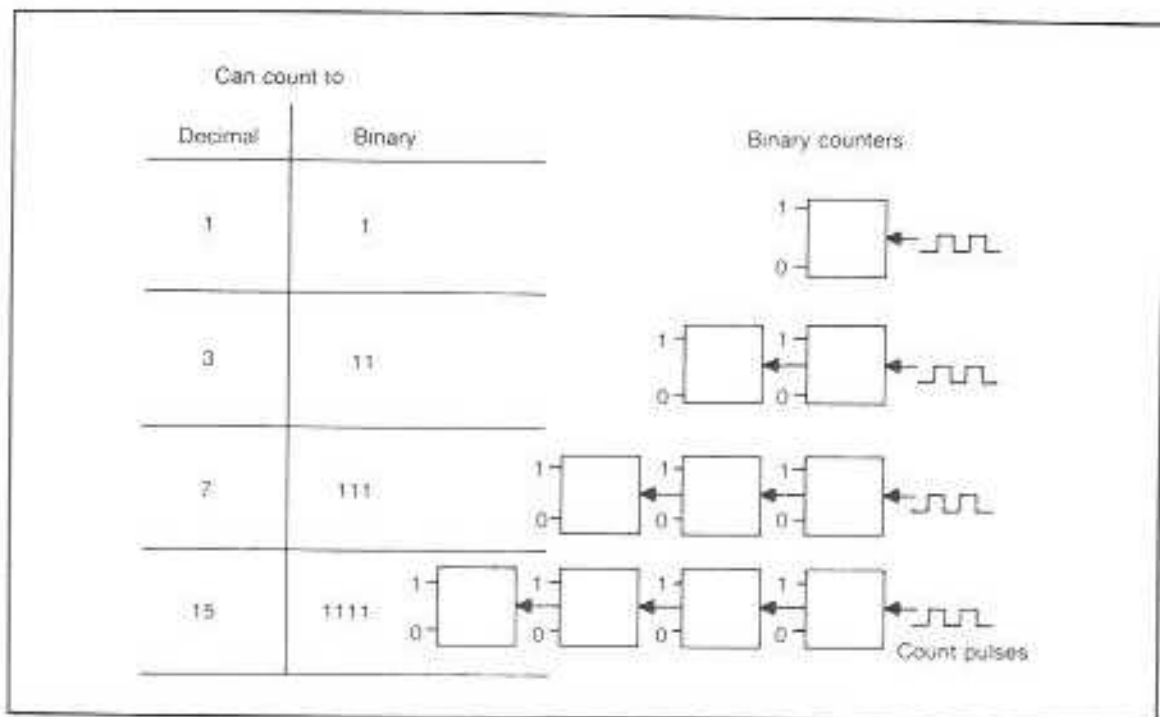 Can count to
Decimal Binary Binary counters
1 1 1
0
3 11 1 1
0 0
7 111 1 1 1
0 0 0
15 1111 1 1 1 1
0 0 0 0
Count pulses